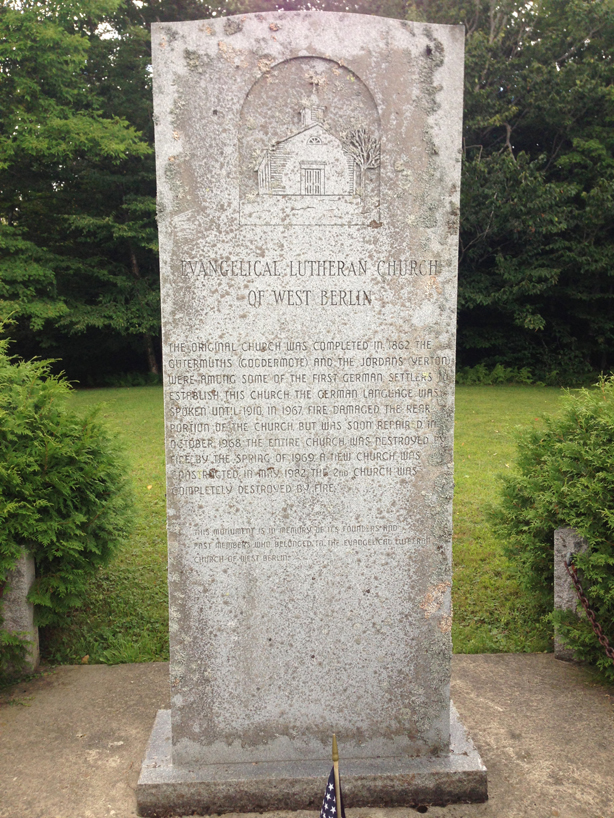 EVANGELICAL LUTHERAN CHURCH
OF WEST BERLIN
THE ORIGINAL CHURCH WAS COMPLETED IN 1862 THE
GUTERMUTHS (GOODERMOTE) AND THE JORDANS YERTON
WERE AMONG SOME OF THE FIRST GERMAN SETTLERS TO
ESTABLISH THIS CHURCH THE GERMAN LANGUAGE WAS
SPOKEN UNTIL 1910 IN 1967 FIRE DAMAGED THE REAR
PORTION OF THE CHURCH BUT WAS SOON REPAIR D IN
OCTOBER 1968 THE ENTIRE CHURCH WAS DESTROYED BY
FIRE BY THE SPRING OF 1969 A NEW CHURCH WAS
CONSTRUCTED IN MAY 1982 THE 2ND CHURCH WAS
COMPLETELY DESTROYED BY FIRE
THIS MONUMENT IS IN MEMORY OF ITS FOUNDERS AND
PAST MEMBERS WHO BELONGED TO THE EVANGELICAL LUTHERAN
CHURCH OF WEST BERLIN